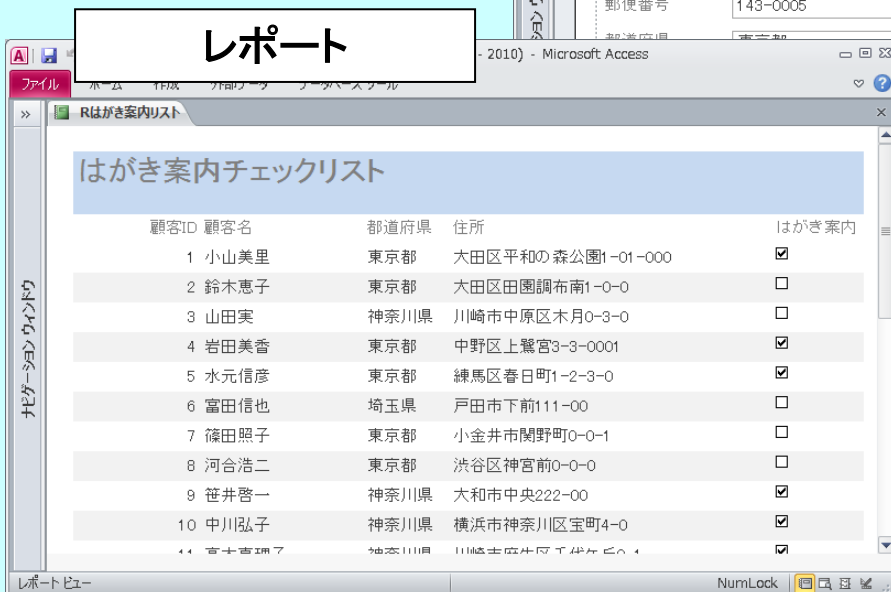 郵便番号 143-0005
レポート
- 2010) - Microsoft Access
ファイル
Rはがき案内リスト
はがき案内チェックリスト
顧客ID 顧客名 都道府県 住所 はがき案内
1 小山美里 東京都 大田区平和の森公園1-01-000
2 鈴木恵子 東京都 大田区田園調布南1-0-0
3 山田実 神奈川県 川崎市中原区木月0-3-0
4 岩田美香 東京都 中野区上鷺宮3-3-0001
5 水元信彦 東京都 練馬区春日町1-2-3-0
6 富田信也 埼玉県 戸田市下前111-00
7 篠田照子 東京都 小金井市関野町0-0-1
8 河合浩二 東京都 渋谷区神宮前0-0-0
9 笹井啓一 神奈川県 大和市中央222-00
10 中川弘子 神奈川県 横浜市神奈川区宝町4-0
ナビゲーション ウィンドウ
レポート ビュー
NumLock